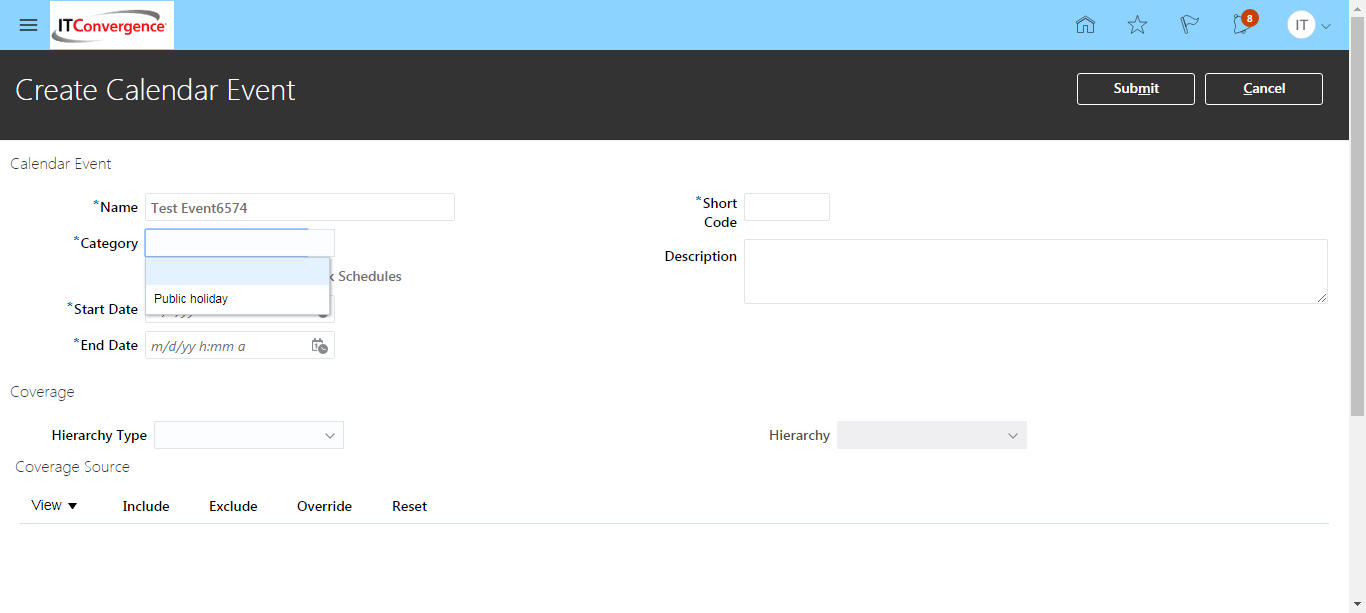 ITConvergence
8
IT
Create Calendar Event
Submit
Cancel
Calendar Event
*Name
Test Event6574
*Short
Code
*Category
Description
Schedules
Public holiday
*Start Date
*End Date
m/d/yy h:mm a
Coverage
Hierarchy Type
Hierarchy
Coverage Source
View
Include
Exclude
Override
Reset